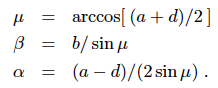 μ = arccos[ (a + d)/2 ]
β = b/ sin μ
α = (a − d)/(2 sin μ) .